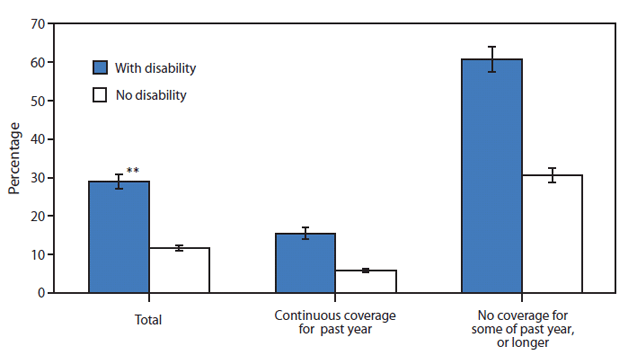 70
60
50
40
30
20
10
0
Percentage
With disability
No disability
**
Total
Continuous coverage
for past year
No coverage for
some of past year,
or longer